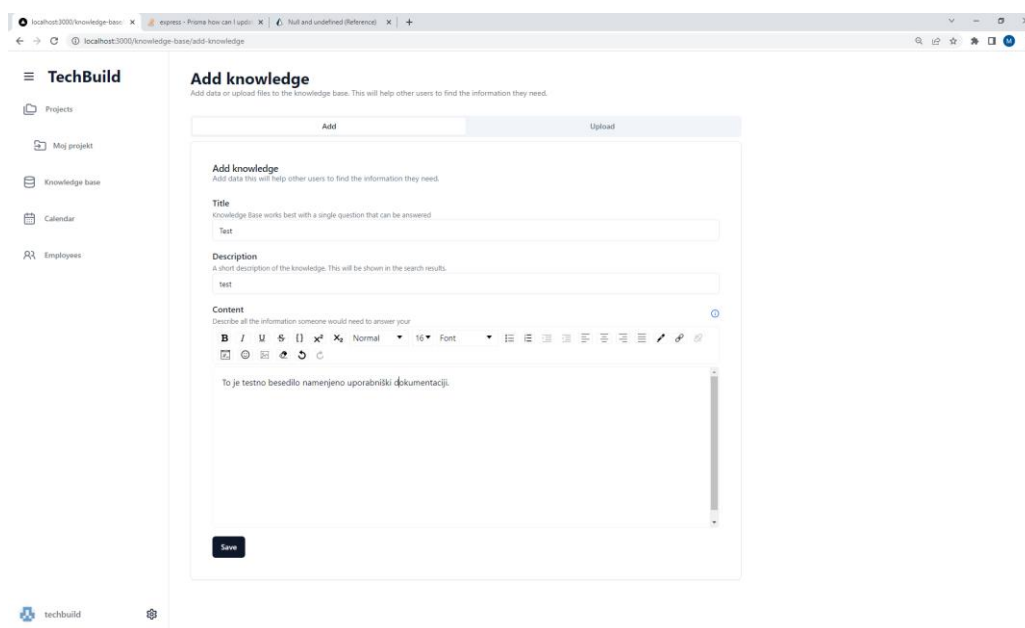 localhost:3000/knowledge-base
express - Prisma how can I upda
Null and undefined (Reference)
localhost:3000/knowledge-base/add-knowledge
M
TechBuild
Projects
Moj projekt
Knowledge base
Calendar
Employees
techbuild
Add knowledge
Add data or upload files to the knowledge base. This will help other users to find the information they need.
Add Upload
Add knowledge
Add data this will help other users to find the information they need.
Title
Knowledge Base works best with a single question that can be answered
Test
Description
A short description of the knowledge. This will be shown in the search results.
test
Content
Describe all the information someone would need to answer your
B I U S {} x² X₂ Normal 16 Font
To je testno besedilo namenjeno uporabniški dokumentaciji.
Save